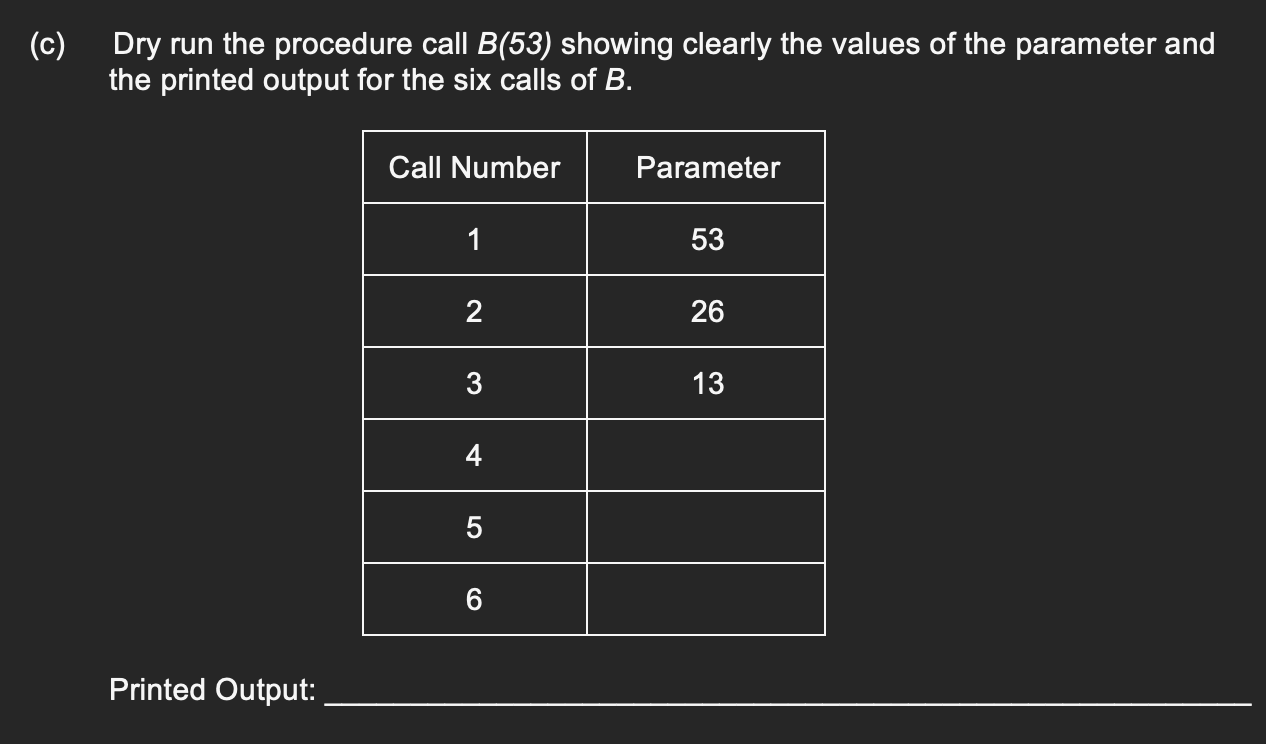 (c) Dry run the procedure call B(53) showing clearly the values of the parameter and
the printed output for the six calls of B.
Call Number Parameter
1 53
2 26
3 13
4
5
6
Printed Output: